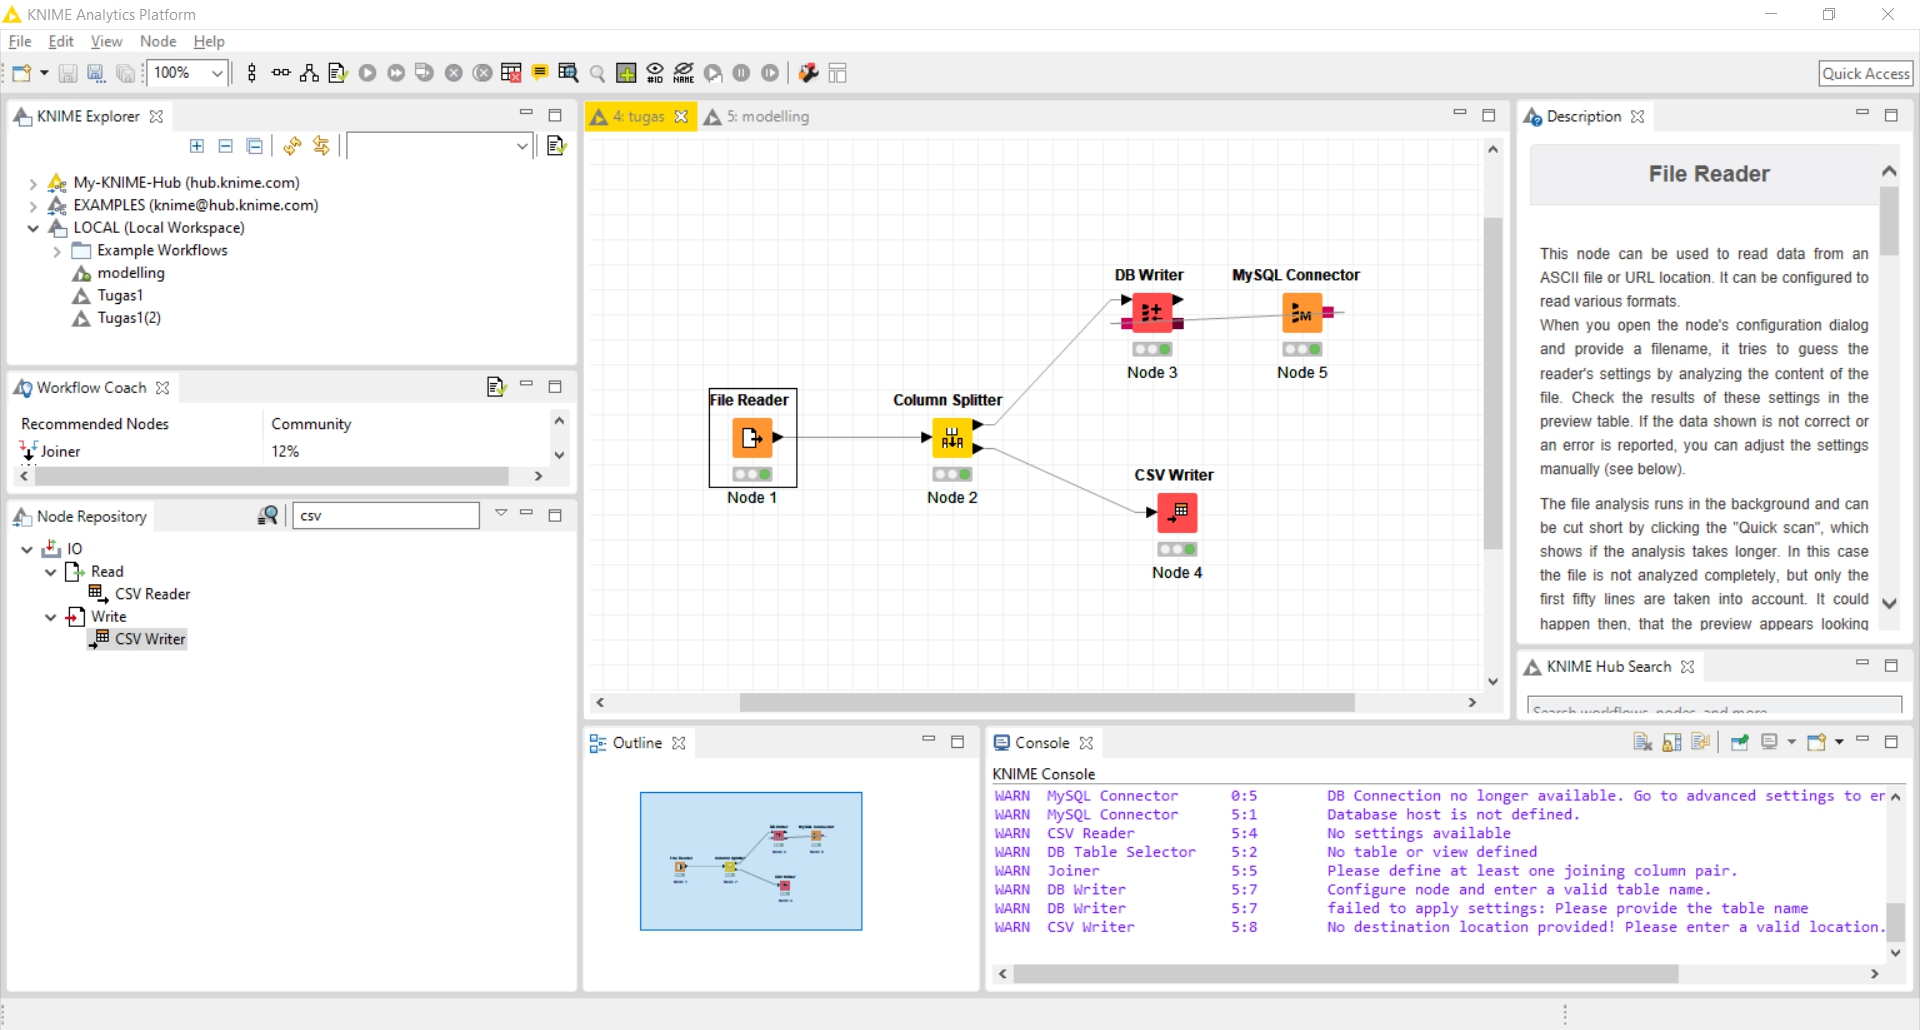 KNIME Analytics Platform
File Edit View Node Help
100%
#ID
NAME
Quick Access
KNIME Explorer
My-KNIME-Hub (hub.knime.com)
EXAMPLES (knime@hub.knime.com)
LOCAL (Local Workspace)
Example Workflows
modelling
Tugas1
Tugas1(2)
Workflow Coach
Recommended Nodes Community
Joiner 12%
Node Repository
csv
IO
Read
CSV Reader
Write
CSV Writer
4: tugas
5: modelling
DB Writer
Node 3
MySQL Connector
M
Node 5
File Reader
Node 1
Column Splitter
Node 2
CSV Writer
Node 4
Description
File Reader
This node can be used to read data from an
ASCII file or URL location. It can be configured to
read various formats.
When you open the node's configuration dialog
and provide a filename, it tries to guess the
reader's settings by analyzing the content of the
file. Check the results of these settings in the
preview table. If the data shown is not correct or
an error is reported, you can adjust the settings
manually (see below).
The file analysis runs in the background and can
be cut short by clicking the "Quick scan", which
shows if the analysis takes longer. In this case
the file is not analyzed completely, but only the
first fifty lines are taken into account. It could
happen then, that the preview appears looking
KNIME Hub Search
Search workflows, nodes, and more
Outline
Console
KNIME Console
WARN MySQL Connector 0:5 DB Connection no longer available. Go to advanced settings to en
WARN MySQL Connector 5:1 Database host is not defined.
WARN CSV Reader 5:4 No settings available
WARN DB Table Selector 5:2 No table or view defined
WARN Joiner 5:5 Please define at least one joining column pair.
WARN DB Writer 5:7 Configure node and enter a valid table name.
WARN DB Writer 5:7 failed to apply settings: Please provide the table name
WARN CSV Writer 5:8 No destination location provided! Please enter a valid location.